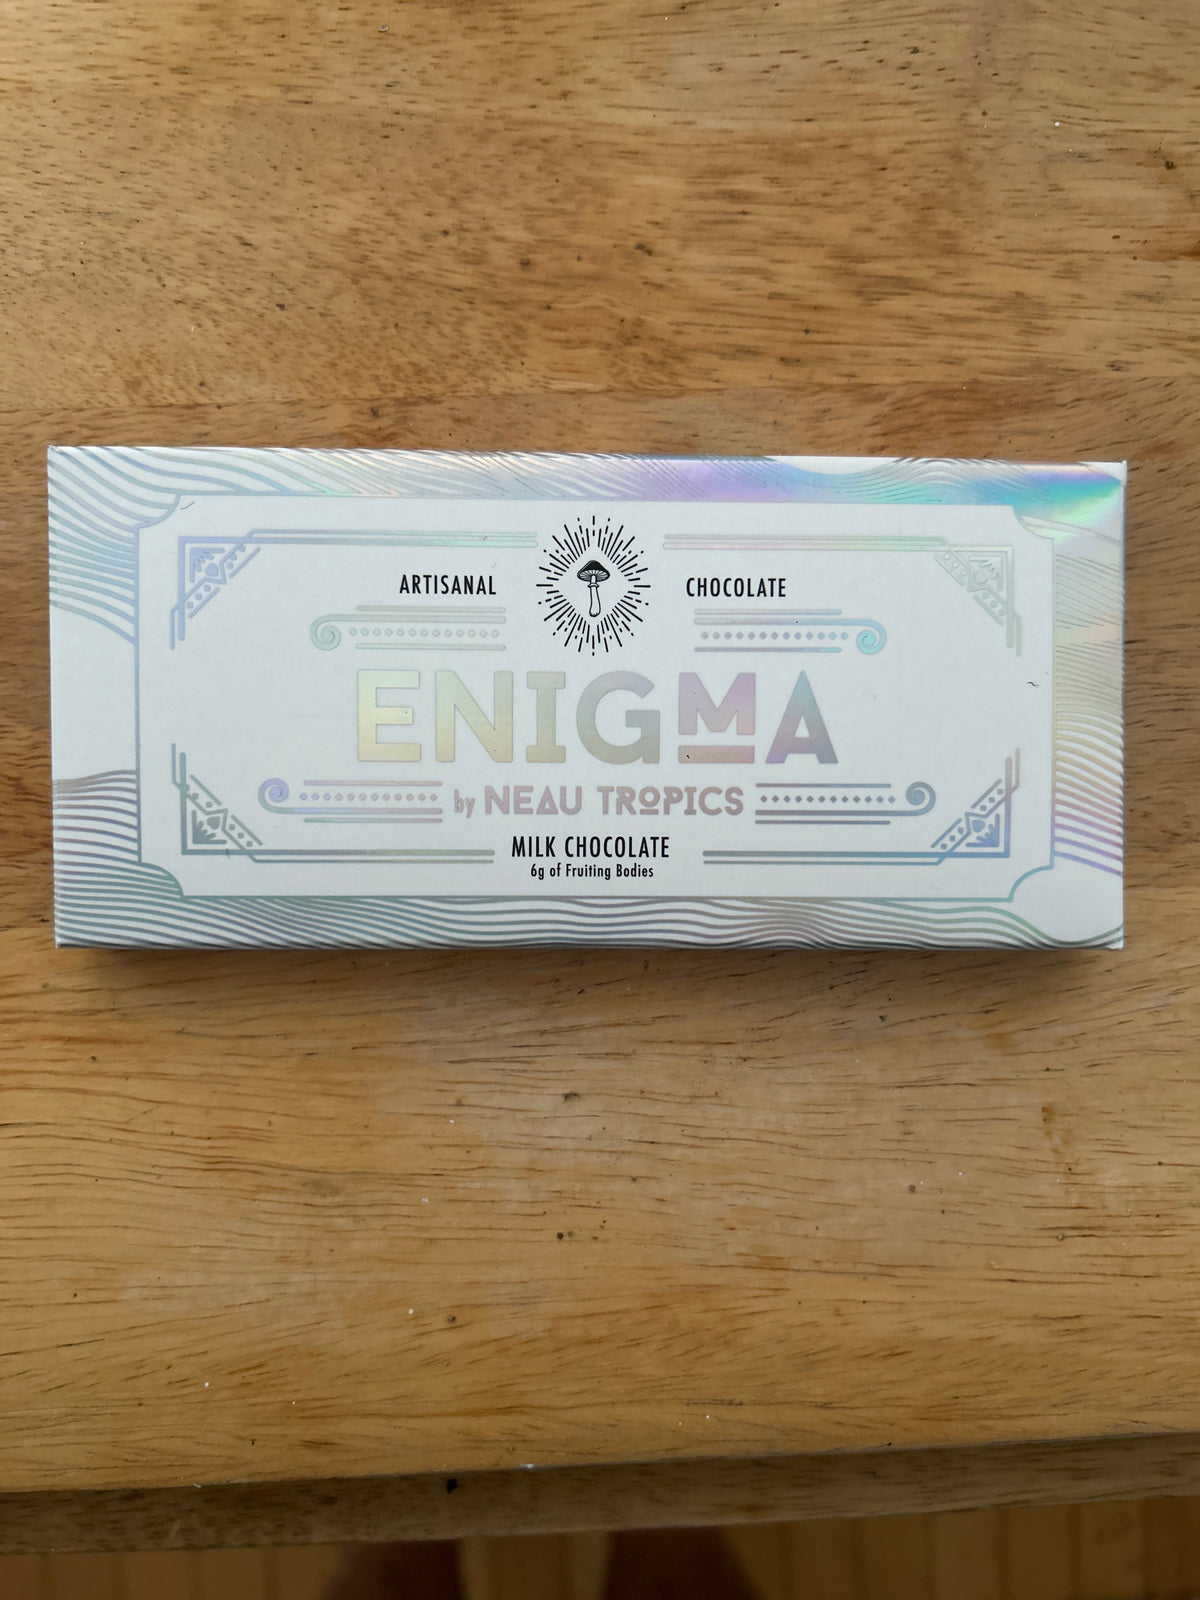 ARTISANAL CHOCOLATE
ENIGMA
by NEAU TROPICS
MILK CHOCOLATE
6g of Fruiting Bodies